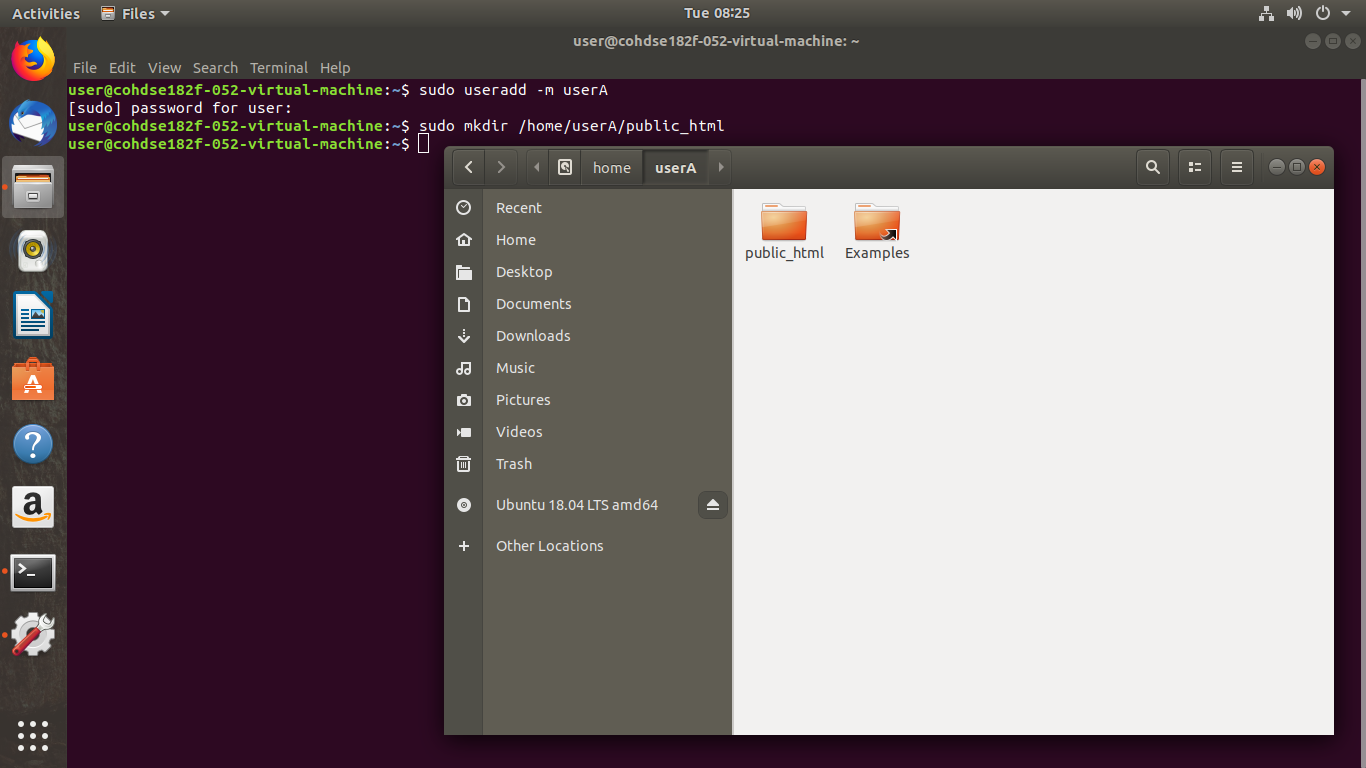 Activities Files Tue 08:25
user@cohdse182f-052-virtual-machine: ~
File Edit View Search Terminal Help
user@cohdse182f-052-virtual-machine:~$ sudo useradd -m userA
[sudo] password for user:
user@cohdse182f-052-virtual-machine:~$ sudo mkdir /home/userA/public_html
user@cohdse182f-052-virtual-machine:~$
home userA
Recent
Home
Desktop
Documents
Downloads
Music
Pictures
Videos
Trash
Ubuntu 18.04 LTS amd64
Other Locations
public_html Examples